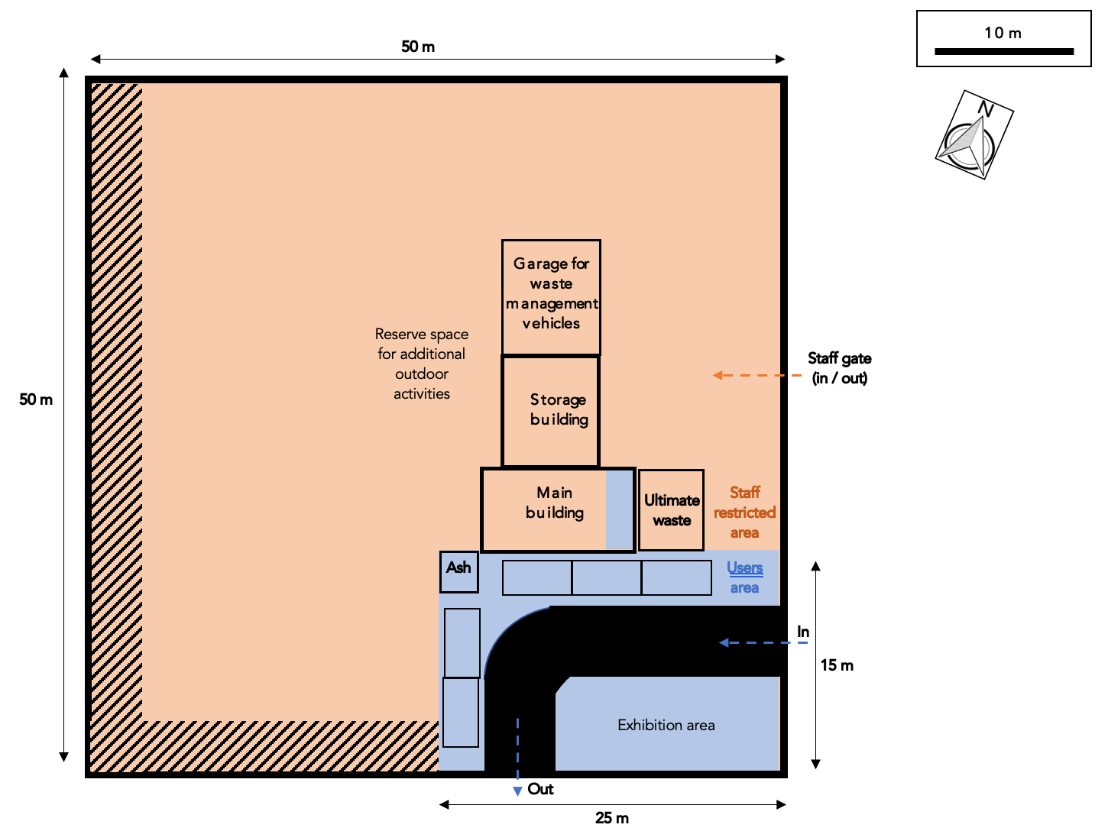 50 m
10 m
N
Garage for
waste
management
vehicles
Reserve space
for additional
outdoor
activities
Staff gate
(in / out)
50 m
Storage
building
Main
building
Ultimate
waste
Staff
restricted
area
Ash
Users
area
In
15 m
Exhibition area
Out
25 m